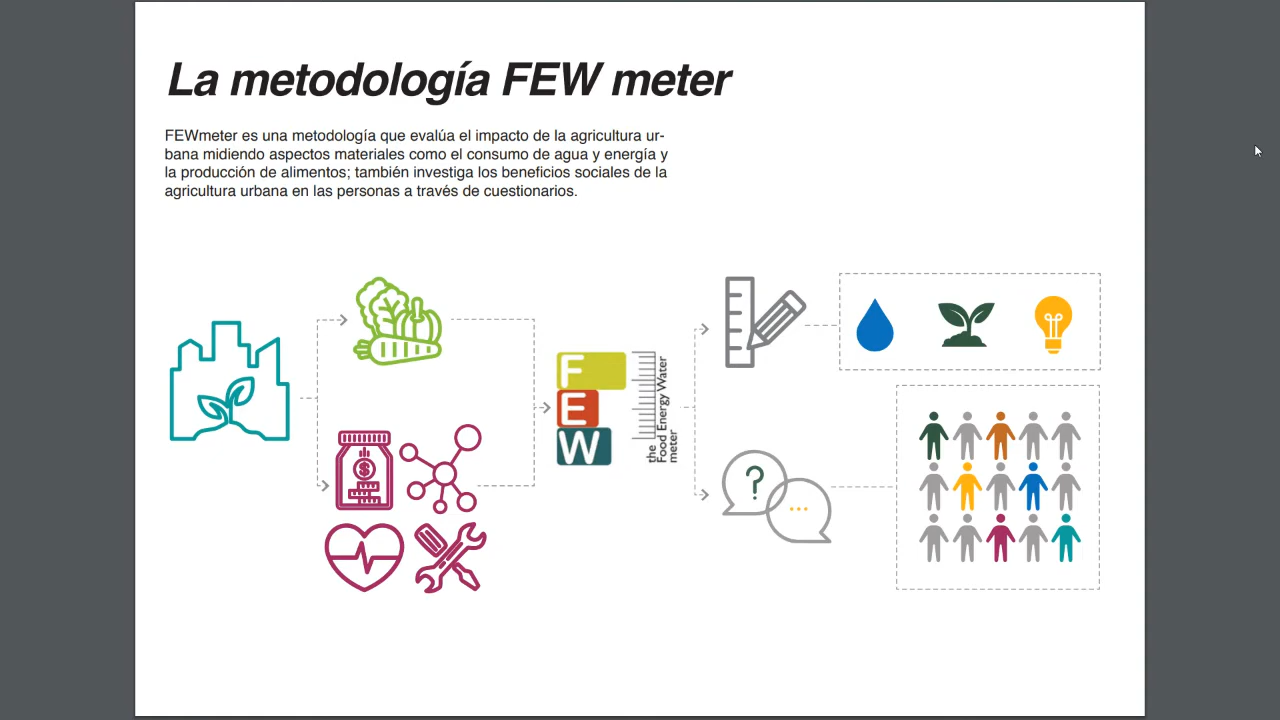 La metodología FEW meter
FEWmeter es una metodología que evalúa el impacto de la agricultura ur-
bana midiendo aspectos materiales como el consumo de agua y energía y
la producción de alimentos; también investiga los beneficios sociales de la
agricultura urbana en las personas a través de cuestionarios.
F
E
W
the
Food Energy Water
meter
$
?